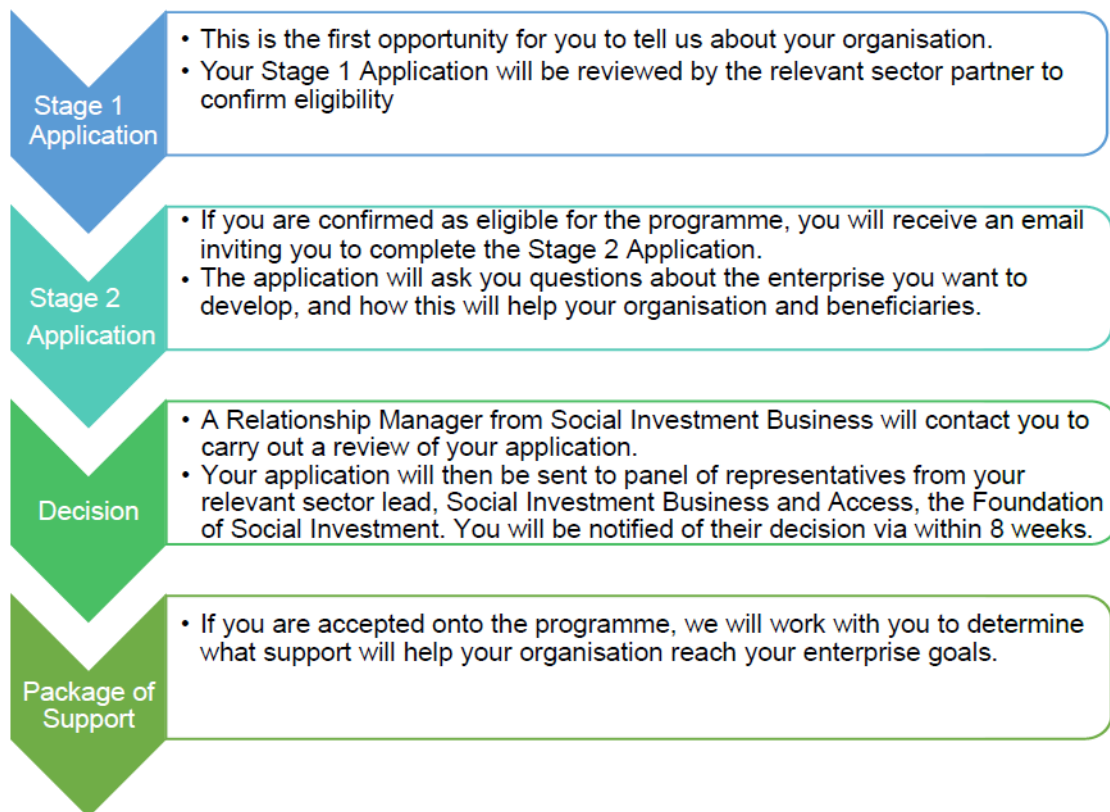 Stage 1
Application
• This is the first opportunity for you to tell us about your organisation.
• Your Stage 1 Application will be reviewed by the relevant sector partner to
confirm eligibility
Stage 2
Application
• If you are confirmed as eligible for the programme, you will receive an email
inviting you to complete the Stage 2 Application.
• The application will ask you questions about the enterprise you want to
develop, and how this will help your organisation and beneficiaries.
Decision
• A Relationship Manager from Social Investment Business will contact you to
carry out a review of your application.
• Your application will then be sent to panel of representatives from your
relevant sector lead, Social Investment Business and Access, the Foundation
of Social Investment. You will be notified of their decision via within 8 weeks.
Package of
Support
• If you are accepted onto the programme, we will work with you to determine
what support will help your organisation reach your enterprise goals.